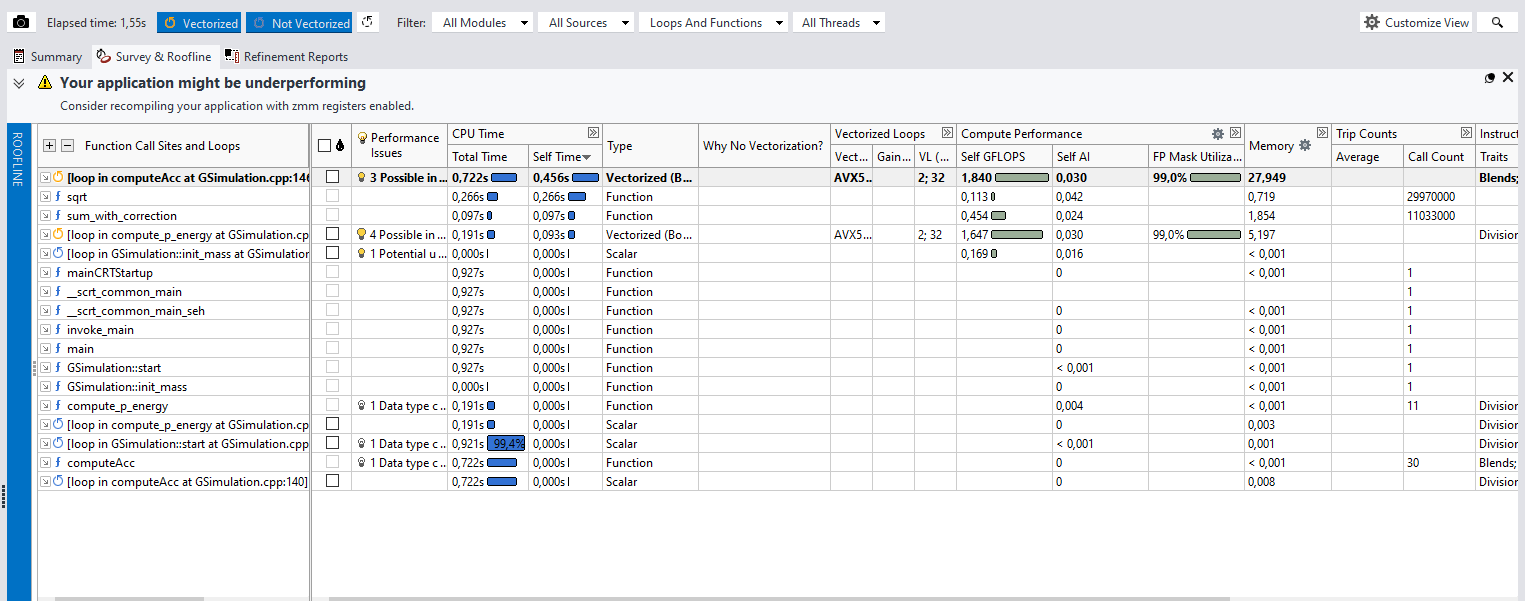 Elapsed time: 1,55s Vectorized Not Vectorized Filter: All Modules All Sources Loops And Functions All Threads Customize View
Summary Survey & Roofline Refinement Reports
Your application might be underperforming
Consider recompiling your application with zmm registers enabled.
ROOFLINE
Function Call Sites and Loops Performance Issues CPU Time Type Why No Vectorization? Vectorized Loops Compute Performance Memory Trip Counts Instruct
Total Time Self Time Vect... Gain... VL (... Self GFLOPS Self AI FP Mask Utiliza... Average Call Count Traits
[loop in computeAcc at GSimulation.cpp:146 3 Possible in... 0,722s 0,456s Vectorized (B... AVX5... 2; 32 1,840 0,030 99,0% 27,949 Blends;
sqrt 0,266s 0,266s Function 0,113 0,042 0,719 29970000
sum_with_correction 0,097s 0,097s Function 0,454 0,024 1,854 11033000
[loop in compute_p_energy at GSimulation.cp 4 Possible in... 0,191s 0,093s Vectorized (Bo... AVX5... 2; 32 1,647 0,030 99,0% 5,197 Division
[loop in GSimulation::init_mass at GSimulation 1 Potential u... 0,000s 0,000s Scalar 0,169 0,016 < 0,001
mainCRTStartup 0,927s 0,000s Function 0 < 0,001 1
__scrt_common_main 0,927s 0,000s Function 1
__scrt_common_main_seh 0,927s 0,000s Function 0 < 0,001 1
invoke_main 0,927s 0,000s Function 0 < 0,001 1
main 0,927s 0,000s Function 0 < 0,001 1
GSimulation::start 0,927s 0,000s Function < 0,001 < 0,001 1
GSimulation::init_mass 0,000s 0,000s Function 0 < 0,001 1
compute_p_energy 1 Data type c... 0,191s 0,000s Function 0,004 < 0,001 11 Division
[loop in compute_p_energy at GSimulation.cp 0,191s 0,000s Scalar 0,003 Division
[loop in GSimulation::start at GSimulation.cpp 1 Data type c... 0,921s 99,4% 0,000s Scalar < 0,001 0,001 Division
computeAcc 1 Data type c... 0,722s 0,000s Function 0 < 0,001 30 Blends;
[loop in computeAcc at GSimulation.cpp:140] 0,722s 0,000s Scalar 0 0,008 Division